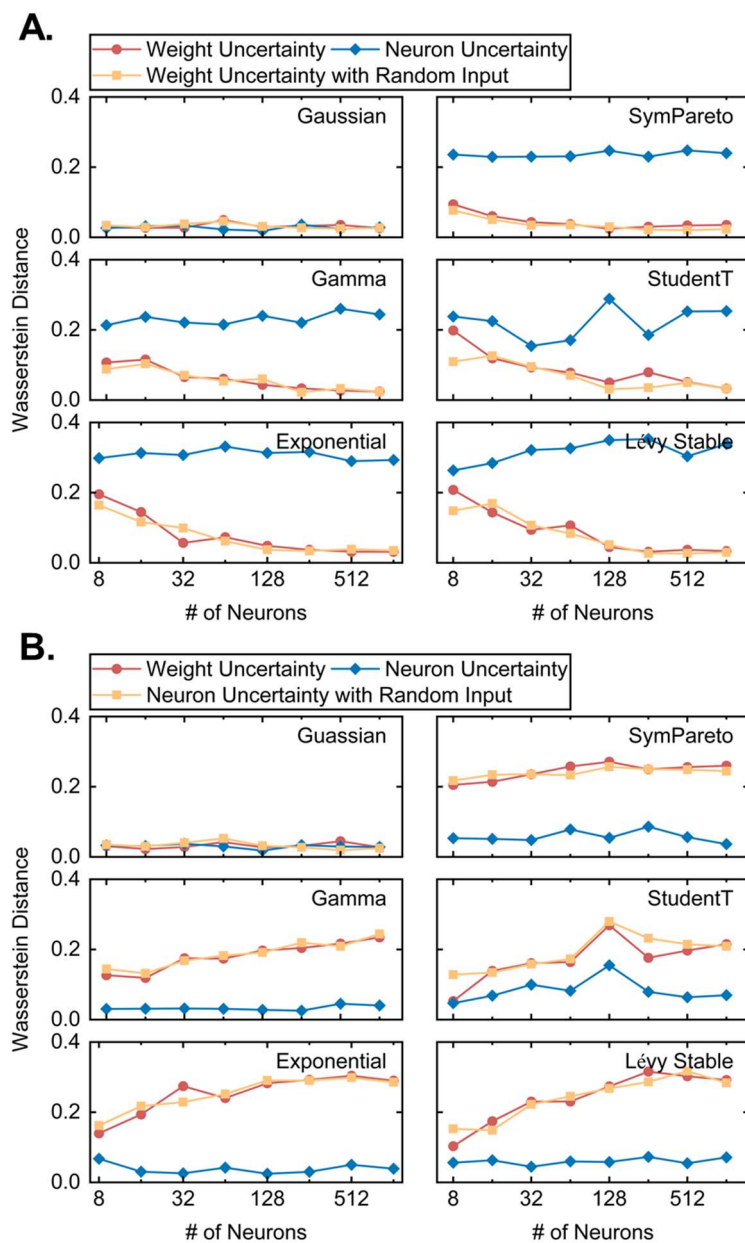 A.
Weight Uncertainty Neuron Uncertainty
Weight Uncertainty with Random Input
Wasserstein Distance
0.4
0.2
0.0
Gaussian
SymPareto
0.4
0.2
0.0
Gamma
StudentT
0.4
0.2
0.0
Exponential
Lévy Stable
8 32 128 512
8 32 128 512
# of Neurons
# of Neurons
B.
Weight Uncertainty Neuron Uncertainty
Neuron Uncertainty with Random Input
Wasserstein Distance
0.4
0.2
0.0
Guassian
SymPareto
0.4
0.2
0.0
Gamma
StudentT
0.4
0.2
0.0
Exponential
Lévy Stable
8 32 128 512
8 32 128 512
# of Neurons
# of Neurons